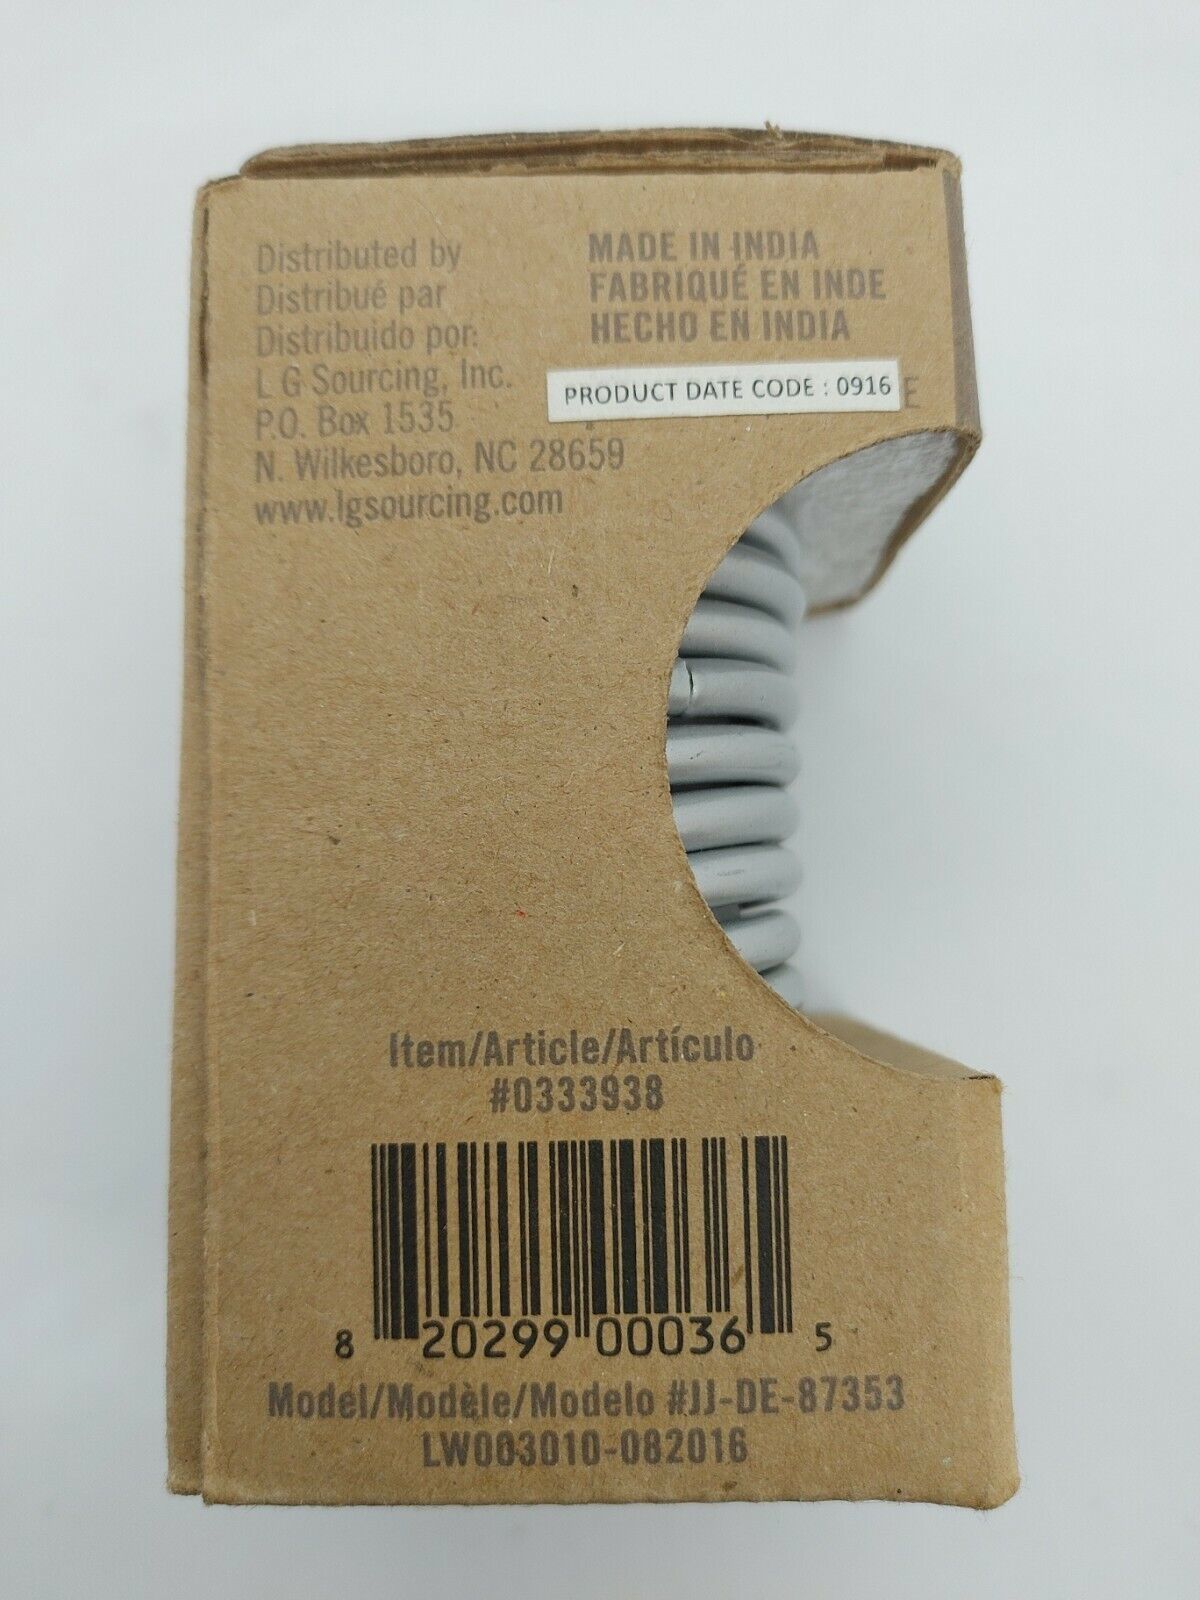 Distributed by
Distribué par
Distribuido por:
L G Sourcing, Inc.
P.O. Box 1535
N. Wilkesboro, NC 28659
www.lgsourcing.com
MADE IN INDIA
FABRIQUÉ EN INDE
HECHO EN INDIA
PRODUCT DATE CODE : 0916
E
Item/Article/Artículo
#0333938
8 20299 00036 5
Model/Modèle/Modelo #JJ-DE-87353
LW003010-082016